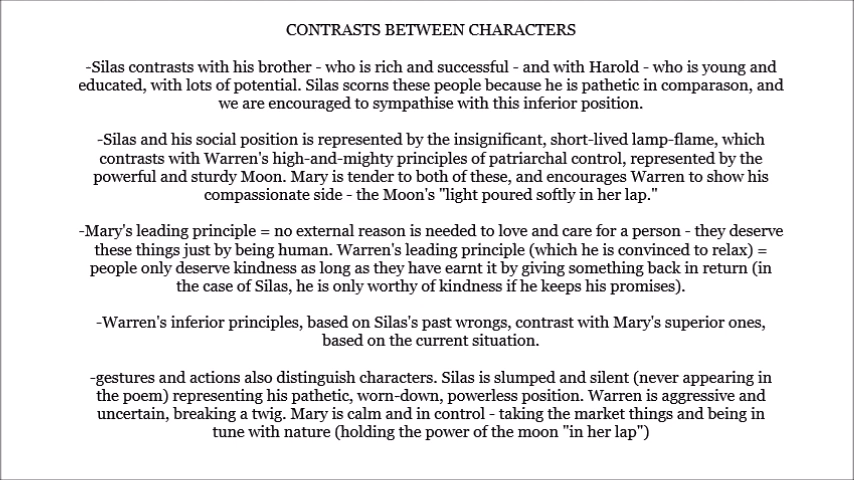 CONTRASTS BETWEEN CHARACTERS
-Silas contrasts with his brother - who is rich and successful - and with Harold - who is young and
educated, with lots of potential. Silas scorns these people because he is pathetic in comparason, and
we are encouraged to sympathise with this inferior position.
-Silas and his social position is represented by the insignificant, short-lived lamp-flame, which
contrasts with Warren's high-and-mighty principles of patriarchal control, represented by the
powerful and sturdy Moon. Mary is tender to both of these, and encourages Warren to show his
compassionate side - the Moon's "light poured softly in her lap."
-Mary's leading principle = no external reason is needed to love and care for a person - they deserve
these things just by being human. Warren's leading principle (which he is convinced to relax) =
people only deserve kindness as long as they have earnt it by giving something back in return (in
the case of Silas, he is only worthy of kindness if he keeps his promises).
-Warren's inferior principles, based on Silas's past wrongs, contrast with Mary's superior ones,
based on the current situation.
-gestures and actions also distinguish characters. Silas is slumped and silent (never appearing in
the poem) representing his pathetic, worn-down, powerless position. Warren is aggressive and
uncertain, breaking a twig. Mary is calm and in control - taking the market things and being in
tune with nature (holding the power of the moon "in her lap")